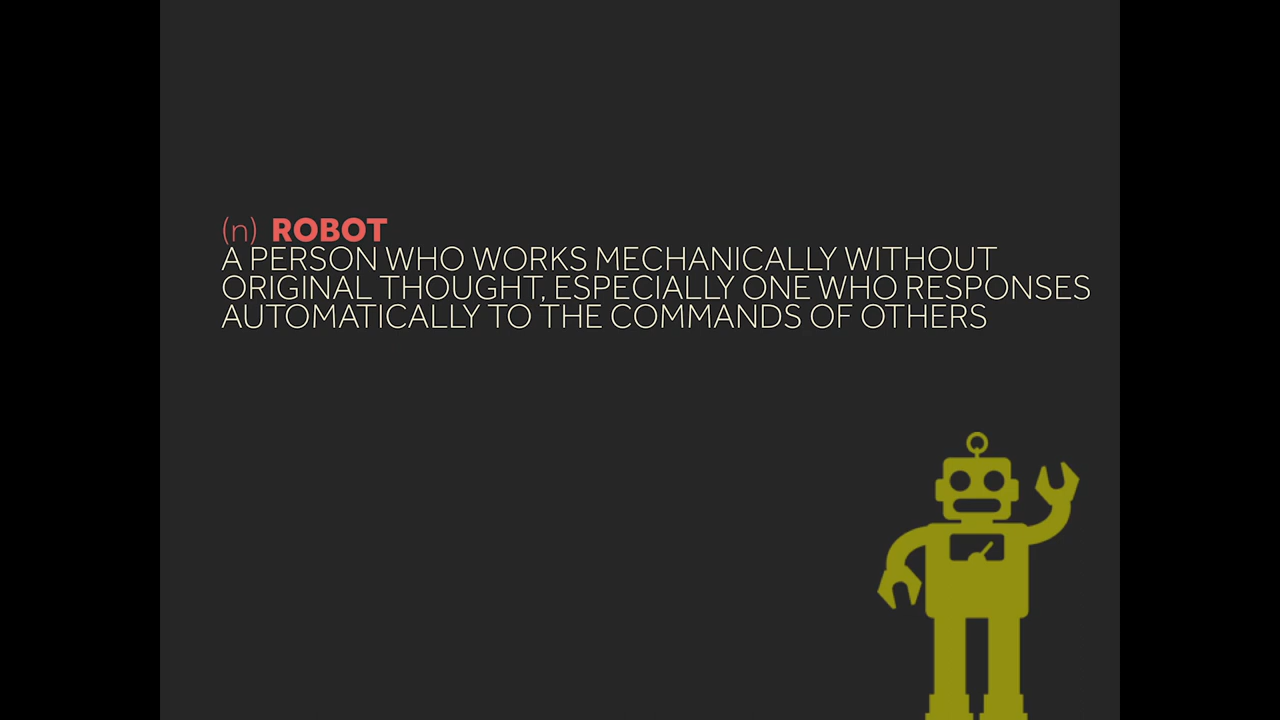 (n) ROBOT
A PERSON WHO WORKS MECHANICALLY WITHOUT
ORIGINAL THOUGHT, ESPECIALLY ONE WHO RESPONSES
AUTOMATICALLY TO THE COMMANDS OF OTHERS